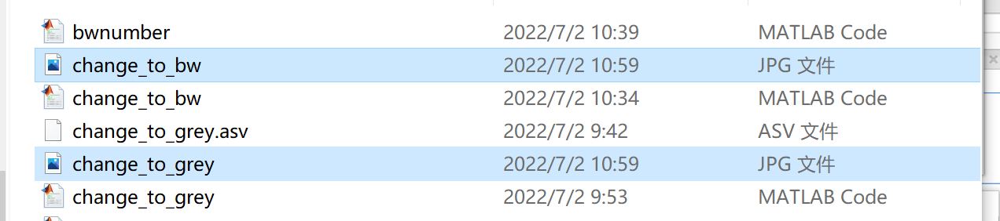 bwnumber 2022/7/2 10:39 MATLAB Code
change_to_bw 2022/7/2 10:59 JPG 文件
change_to_bw 2022/7/2 10:34 MATLAB Code
change_to_grey.asv 2022/7/2 9:42 ASV 文件
change_to_grey 2022/7/2 10:59 JPG 文件
change_to_grey 2022/7/2 9:53 MATLAB Code